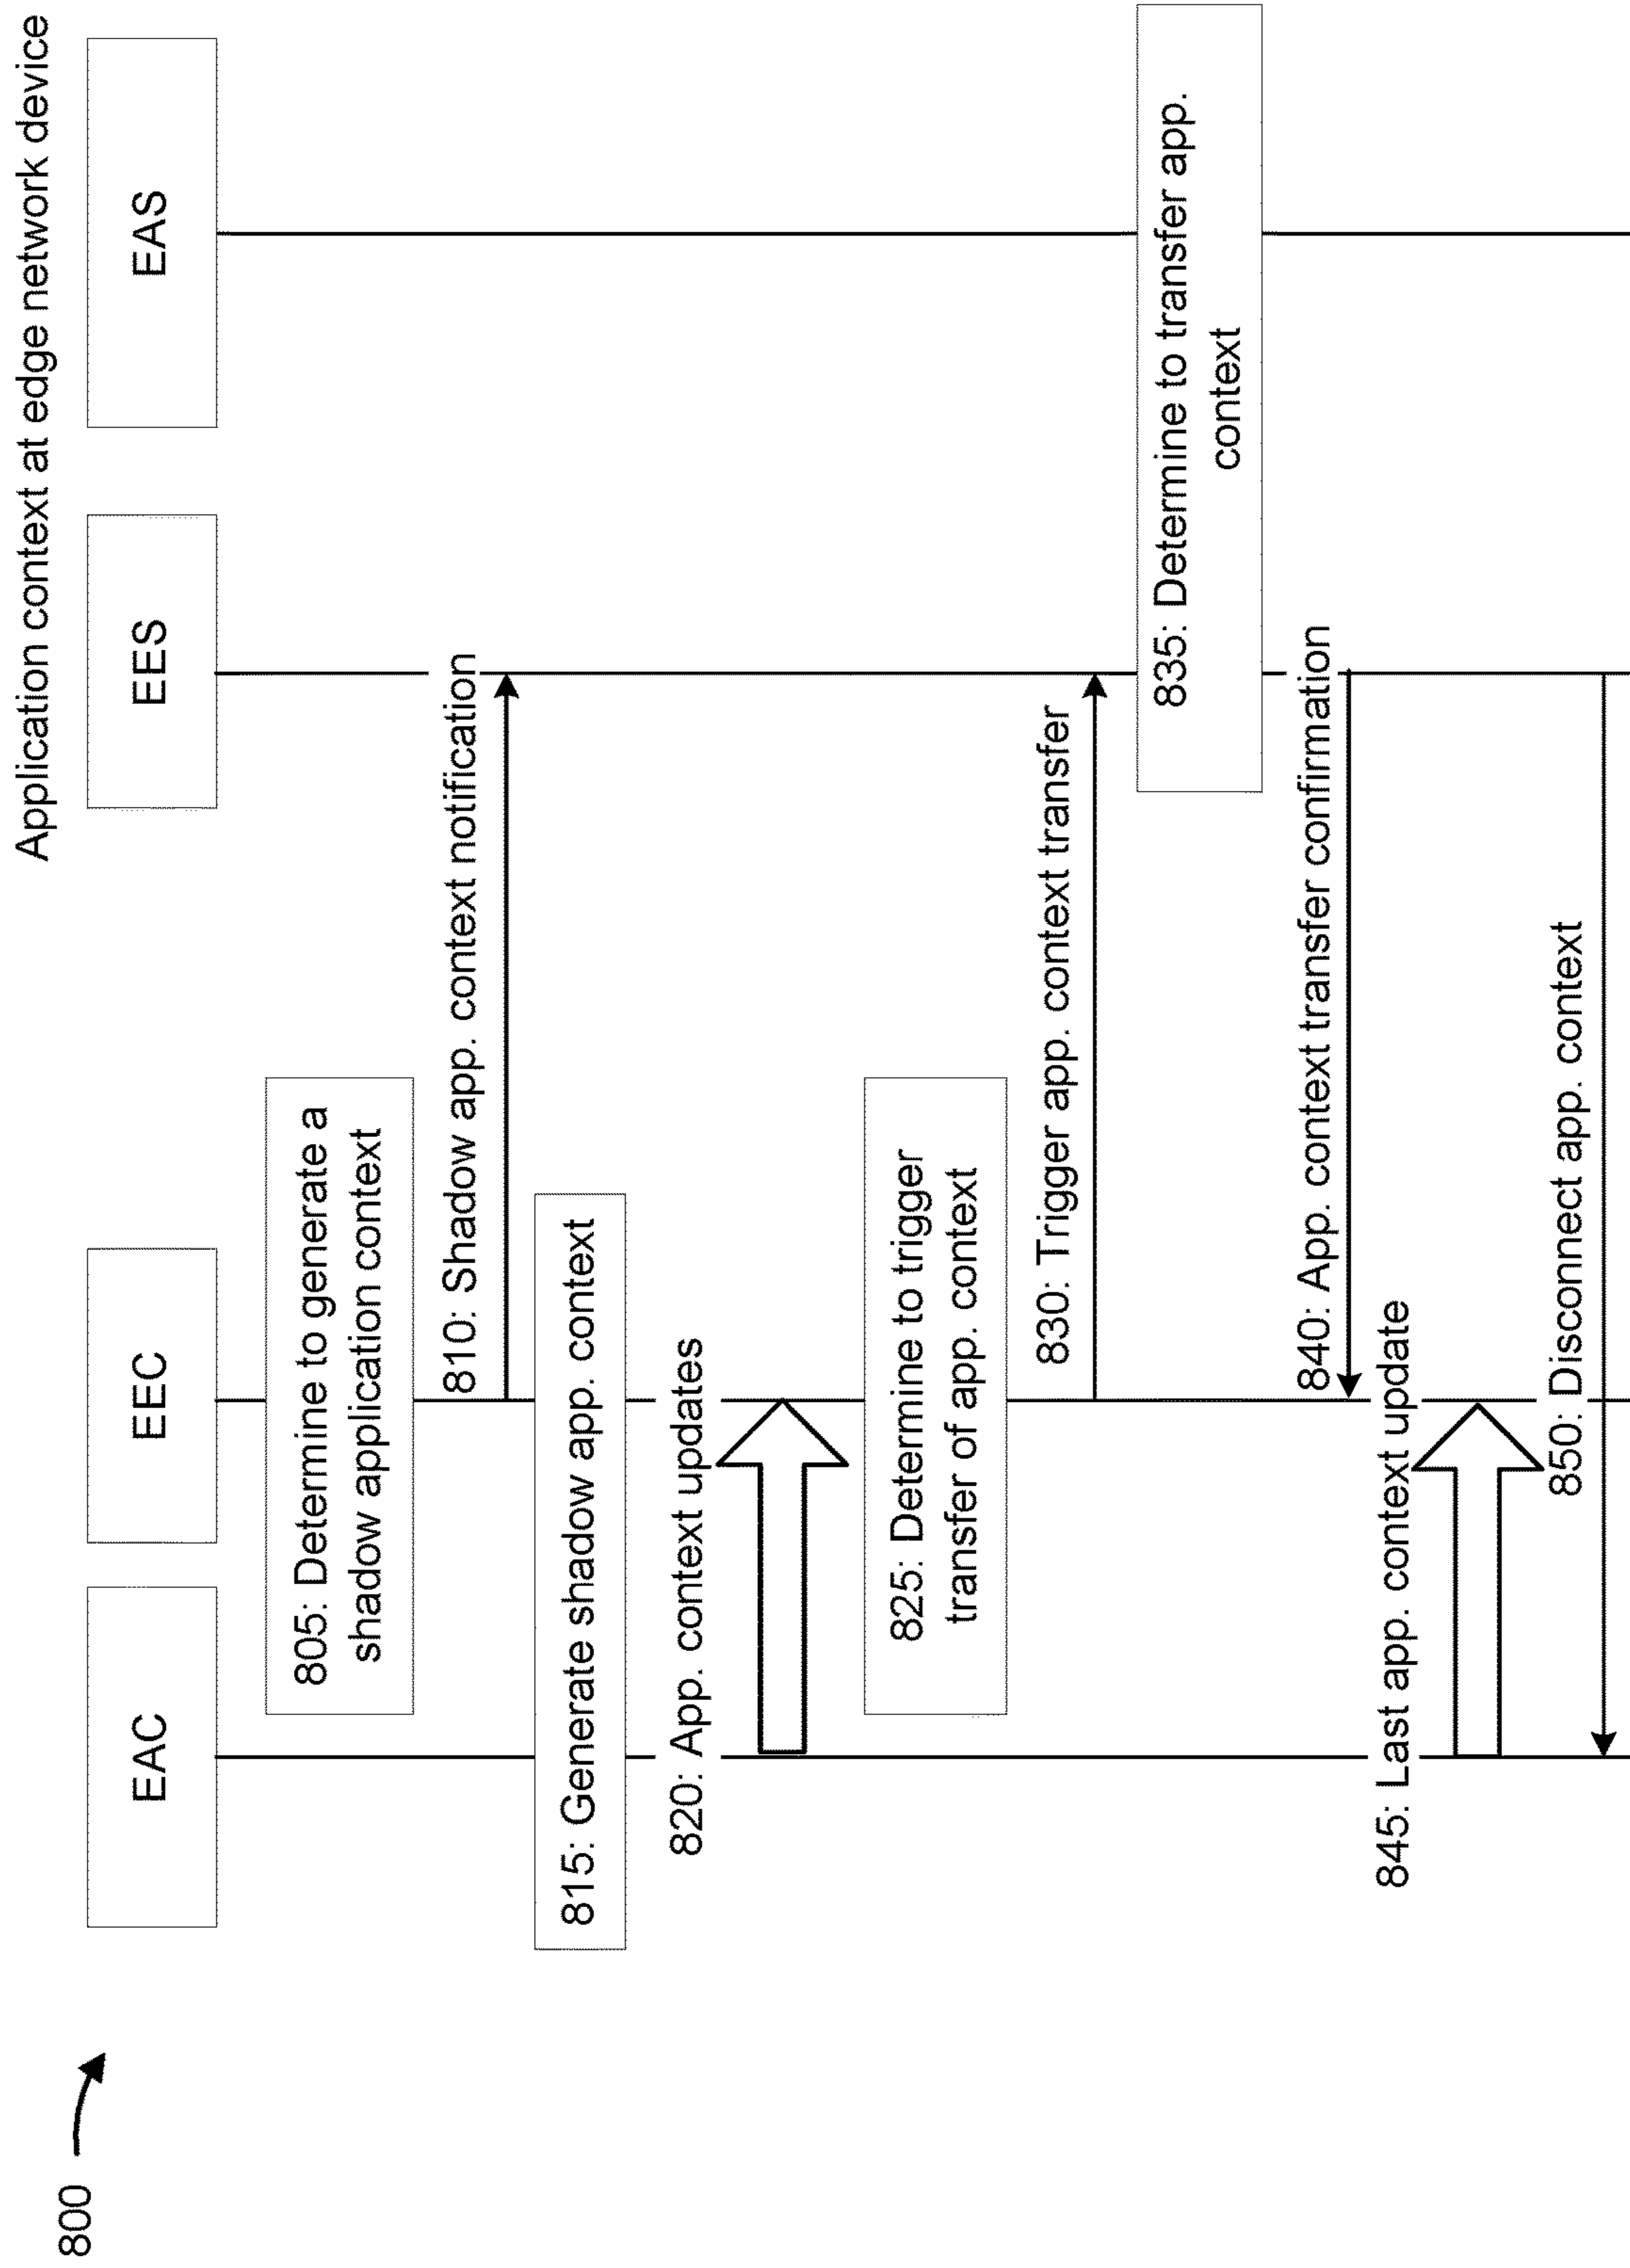 800
Application context at edge network device
EAC
EEC
EES
EAS
805: Determine to generate a
shadow application context
810: Shadow app. context notification
815: Generate shadow app. context
820: App. context updates
825: Determine to trigger
transfer of app. context
830: Trigger app. context transfer
835: Determine to transfer app.
context
840: App. context transfer confirmation
845: Last app. context update
850: Disconnect app. context